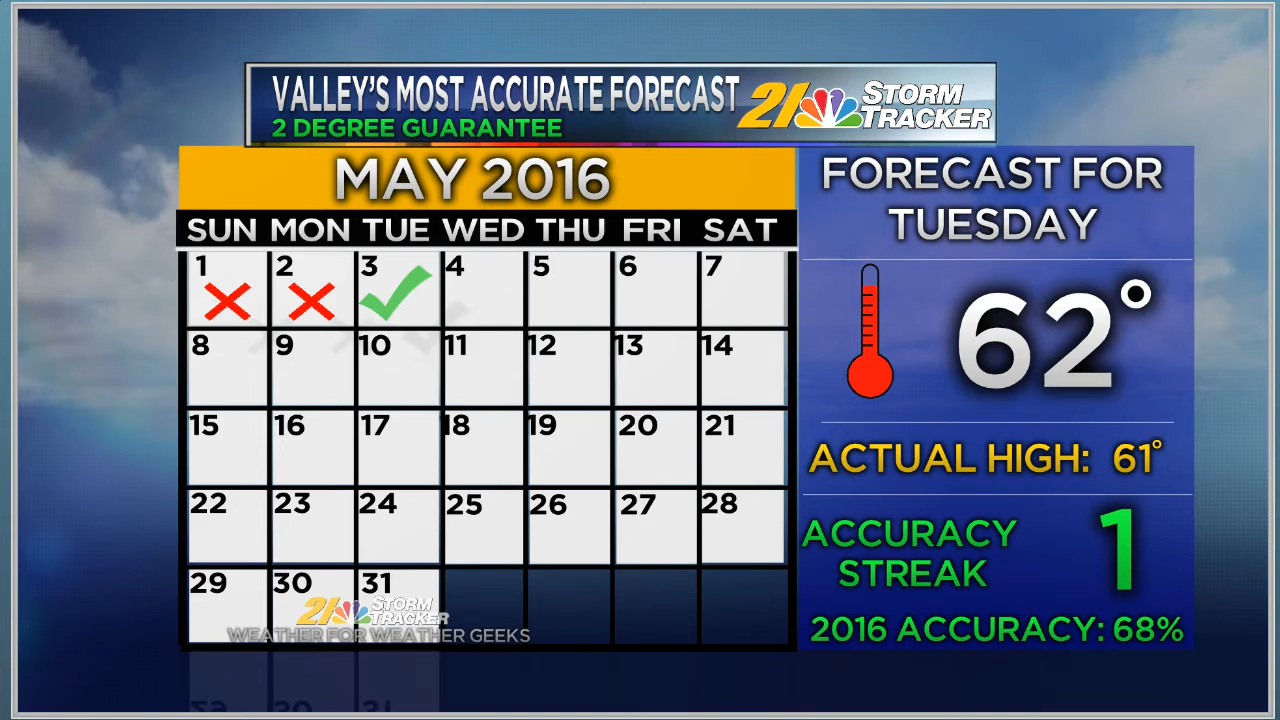 VALLEY'S MOST ACCURATE FORECAST
2 DEGREE GUARANTEE
21 STORM TRACKER
MAY 2016
SUN MON TUE WED THU FRI SAT
1 2 3 4 5 6 7
8 9 10 11 12 13 14
15 16 17 18 19 20 21
22 23 24 25 26 27 28
29 30 31
21 STORM TRACKER
WEATHER FOR WEATHER GEEKS
FORECAST FOR
TUESDAY
62°
ACTUAL HIGH: 61°
ACCURACY
STREAK
1
2016 ACCURACY: 68%
29 30 31